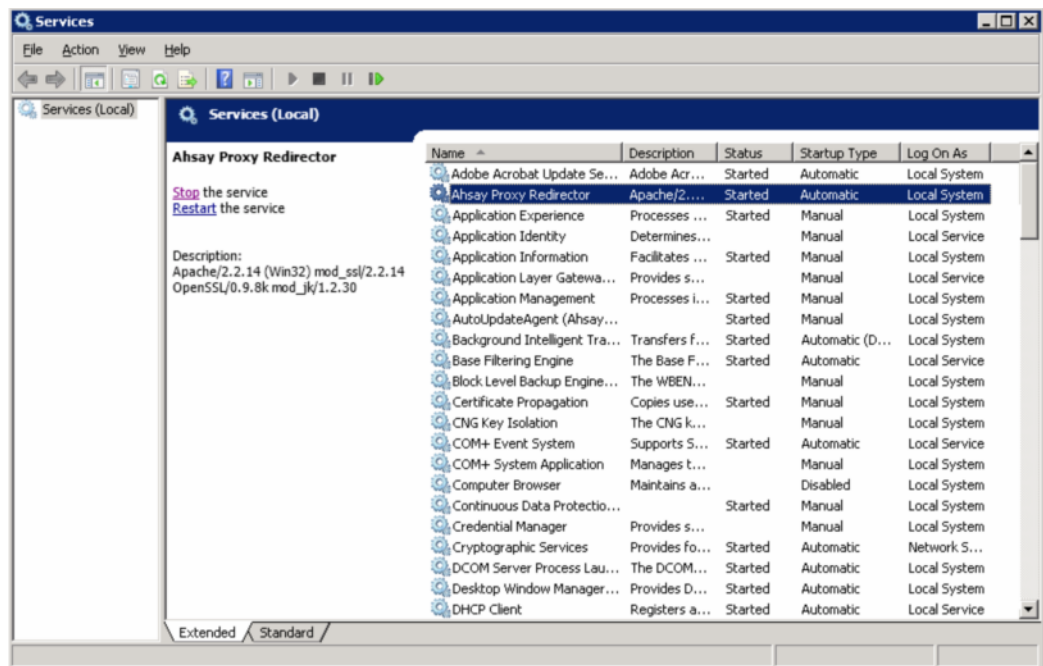 Services
File Action View Help
Services (Local)
Services (Local)
Ahsay Proxy Redirector
Stop the service
Restart the service
Description:
Apache/2.2.14 (Win32) mod_ssl/2.2.14
OpenSSL/0.9.8k mod_jk/1.2.30
Name Description Status Startup Type Log On As
Adobe Acrobat Update Se... Adobe Acr... Started Automatic Local System
Ahsay Proxy Redirector Apache/2.... Started Automatic Local System
Application Experience Processes ... Started Manual Local System
Application Identity Determines... Manual Local Service
Application Information Facilitates ... Started Manual Local System
Application Layer Gatewa... Provides s... Manual Local Service
Application Management Processes i... Started Manual Local System
AutoUpdateAgent (Ahsay... Started Manual Local System
Background Intelligent Tra... Transfers f... Started Automatic (D... Local System
Base Filtering Engine The Base F... Started Automatic Local Service
Block Level Backup Engine... The WBEN... Manual Local System
Certificate Propagation Copies use... Started Manual Local System
CNG Key Isolation The CNG k... Manual Local System
COM+ Event System Supports S... Started Automatic Local Service
COM+ System Application Manages t... Manual Local System
Computer Browser Maintains a... Disabled Local System
Continuous Data Protectio... Started Manual Local System
Credential Manager Provides s... Manual Local System
Cryptographic Services Provides fo... Started Automatic Network S...
DCOM Server Process Lau... The DCOM... Started Automatic Local System
Desktop Window Manager... Provides D... Started Automatic Local System
DHCP Client Registers a... Started Automatic Local Service
Extended Standard